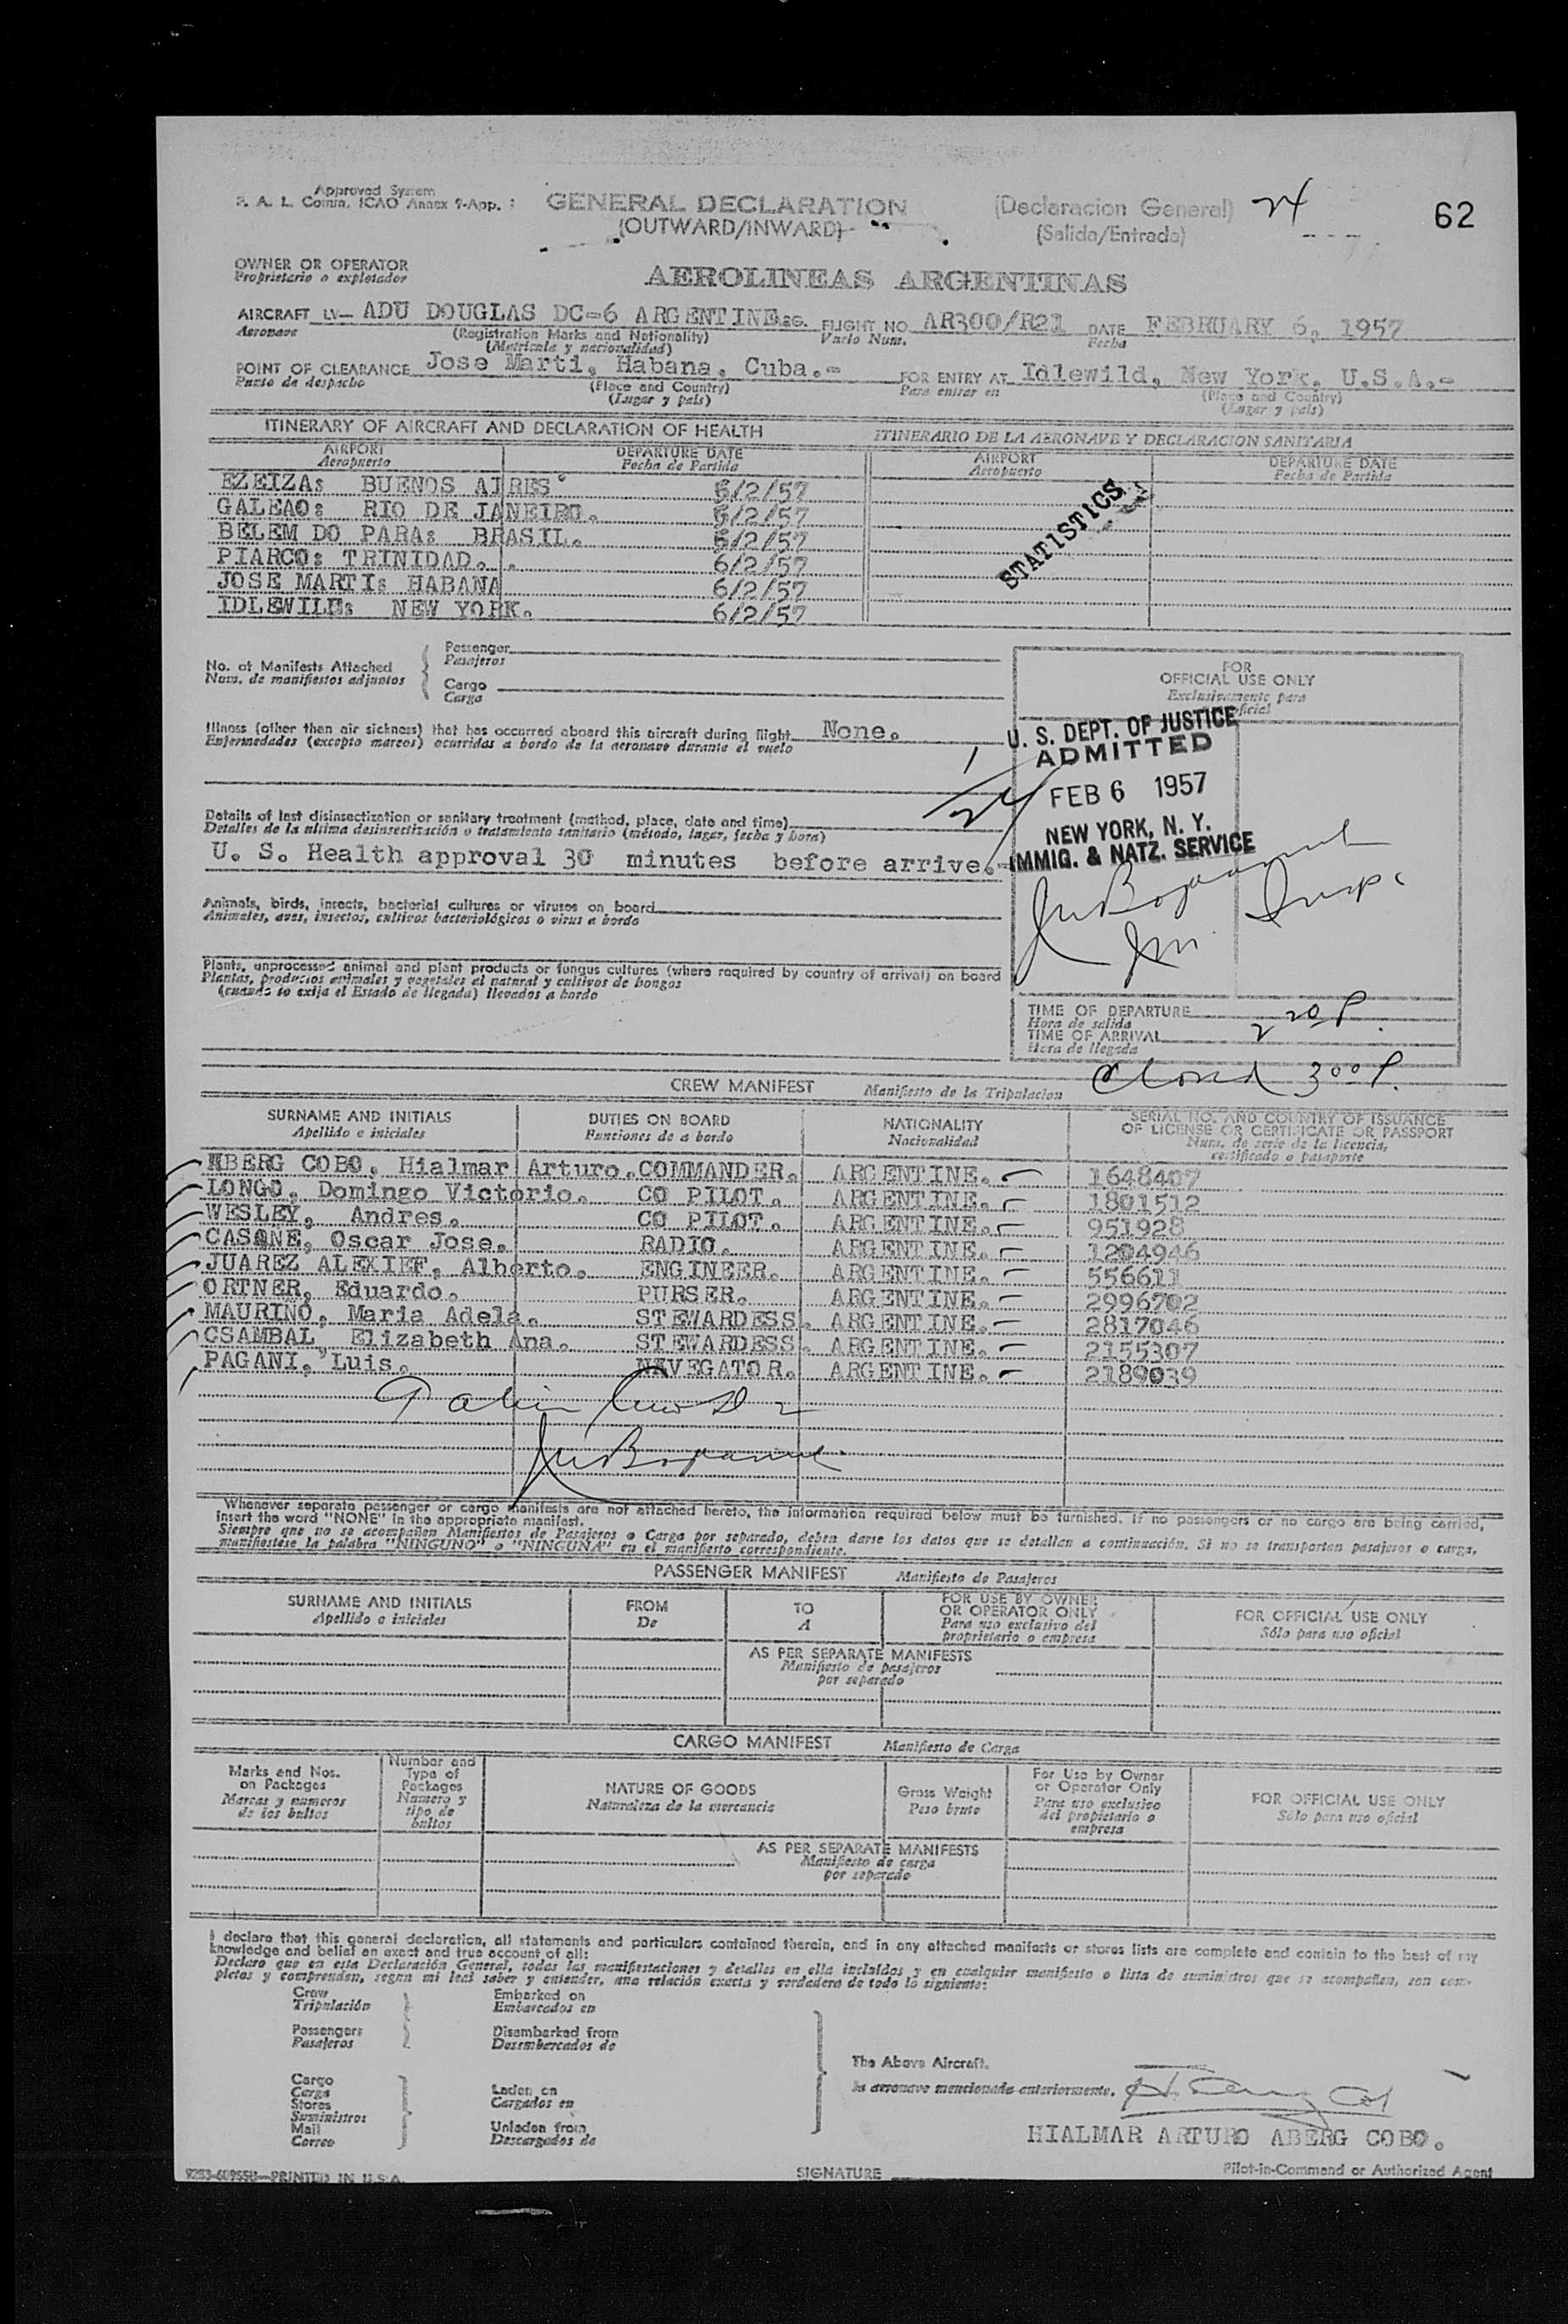 Approved System
F. A. L. Comm. ICAO Annex 9-App. 1
GENERAL DECLARATION
(Declaracion General)
24
62
(OUTWARD/INWARD)
(Salida/Entrada)
OWNER OR OPERATOR
Proprietario o explotador
AEROLINEAS ARGENTINAS
AIRCRAFT LV- ADU DOUGLAS DC-6 ARGENTINE FLIGHT NO. AR300/R21 DATE FEBRUARY 6, 1957
Aeronave
(Registration Marks and Nationality)
Vuelo Num.
Fecha
(Matricula y nacionalidad)
POINT OF CLEARANCE Jose Marti, Habana, Cuba.- FOR ENTRY AT Idlewild, New York, U.S.A.-
Punto de despacho
(Place and Country)
Para entrar en
(Place and Country)
(Lugar y pais)
(Lugar y pais)
ITINERARY OF AIRCRAFT AND DECLARATION OF HEALTH
ITINERARIO DE LA AERONAVE Y DECLARACION SANITARIA
AIRPORT DEPARTURE DATE AIRPORT DEPARTURE DATE
Aeropuerto Fecha de Partida Aeropuerto Fecha de Partida
EZEIZA: BUENOS AIRES 5/2/57
GALEAO: RIO DE JANEIRO. 5/2/57
BELEM DO PARA: BRASIL. 5/2/57
PIARCO: TRINIDAD. . 6/2/57
JOSE MARTI: HABANA 6/2/57
IDLEWILD: NEW YORK. 6/2/57
STATISTICS
No. of Manifests Attached
Num. de manifiestos adjuntos
Passenger
Pasajeros
Cargo
Carga
FOR
OFFICIAL USE ONLY
Exclusivamente para
oficial
Illness (other than air sickness) that has occurred aboard this aircraft during flight None.
Enfermedades (excepto mareos) ocurridas a bordo de la aeronave durante el vuelo
U. S. DEPT. OF JUSTICE
ADMITTED
FEB 6 1957
NEW YORK, N. Y.
IMMIG. & NATZ. SERVICE
1
24
Details of last disinsectization or sanitary treatment (method, place, date and time)
Detalles de la ultima desinsectización o tratamiento sanitario (método, lugar, fecha y hora)
U. S. Health approval 30 minutes before arrive.-
Animals, birds, insects, bacterial cultures or viruses on board
Animales, aves, insectos, cultivos bacteriológicos o virus a bordo
Plants, unprocessed animal and plant products or fungus cultures (where required by country of arrival) on board
Plantas, productos animales y vegetales al natural y cultivos de hongos
(cuando to exija el Estado de llegada) llevados a bordo
TIME OF DEPARTURE
Hora de salida
TIME OF ARRIVAL 2 20 P.
Hora de llegada
Closed 3 00 P.
CREW MANIFEST Manifiesto de la Tripulacion
SURNAME AND INITIALS DUTIES ON BOARD NATIONALITY SERIAL NO. AND COUNTRY OF ISSUANCE
OF LICENSE OR CERTIFICATE OR PASSPORT
Apellido e iniciales Funciones de a bordo Nacionalidad Num. de serie de la licencia,
certificado o pasaporte
ABERG COBO, Hialmar Arturo. COMMANDER. ARGENTINE. 1648407
LONGO, Domingo Victorio. CO PILOT. ARGENTINE. 1801512
WESLEY, Andres. CO PILOT. ARGENTINE. 951928
CASONE, Oscar Jose. RADIO. ARGENTINE. 1204946
JUAREZ ALEXIEF, Alberto. ENGINEER. ARGENTINE. 556611
ORTNER, Eduardo. PURSER. ARGENTINE. 2996702
MAURINO, Maria Adela. STEWARDESS. ARGENTINE. 2817046
CSAMBAL, Elizabeth Ana. STEWARDESS. ARGENTINE. 2155307
PAGANI, Luis. NAVEGATOR. ARGENTINE. 2189039
Whenever separate passenger or cargo manifests are not attached hereto, the information required below must be furnished. If no passengers or no cargo are being carried,
insert the word "NONE" in the appropriate manifest.
Siempre que no se acompañen Manifiestos de Pasajeros o Carga por separado, deben darse los datos que se detallan a continuación. Si no se transportan pasajeros o carga,
manifiestese la palabra "NINGUNO" o "NINGUNA" en el manifiesto correspondiente.
PASSENGER MANIFEST Manifiesto de Pasajeros
SURNAME AND INITIALS FROM TO FOR USE BY OWNER
OR OPERATOR ONLY FOR OFFICIAL USE ONLY
Apellido e iniciales De A Para uso exclusivo del
propietario o empresa Sólo para uso oficial
AS PER SEPARATE MANIFESTS
Manifiesto de pasajeros
por separado
CARGO MANIFEST Manifiesto de Carga
Marks and Nos.
on Packages
Marcas y numeros
de los bultos
Number and
Type of
Packages
Numero y
tipo de
bultos
NATURE OF GOODS
Naturaleza de la mercancia
Gross Weight
Peso bruto
For Use by Owner
or Operator Only
Para uso exclusivo
del propietario o
empresa
FOR OFFICIAL USE ONLY
Sólo para uso oficial
AS PER SEPARATE MANIFESTS
Manifiesto de carga
por separado
I declare that this general declaration, all statements and particulars contained therein, and in any attached manifests or stores lists are complete and contain to the best of my
knowledge and belief an exact and true account of all:
Declaro que en esta Declaración General, todas las manifestaciones y detalles en ella incluidos y en cualquier manifiesto o lista de suministros que se acompañen, son com-
pletos y comprenden, segun mi leal saber y entender, una relación exacta y verdadera de todo lo siguiente:
Crew
Tripulación
Embarked on
Embarcados en
Passengers
Pasajeros
Disembarked from
Desembarcados de
The Above Aircraft.
la aeronave mencionada anteriormente.
Cargo
Carga
Stores
Suministros
Mail
Correo
Laden on
Cargados en
Unladen from
Descargados de
HIALMAR ARTURO ABERG COBO.
SIGNATURE
Pilot-in-Command or Authorized Agent
PRINTED IN U.S.A.